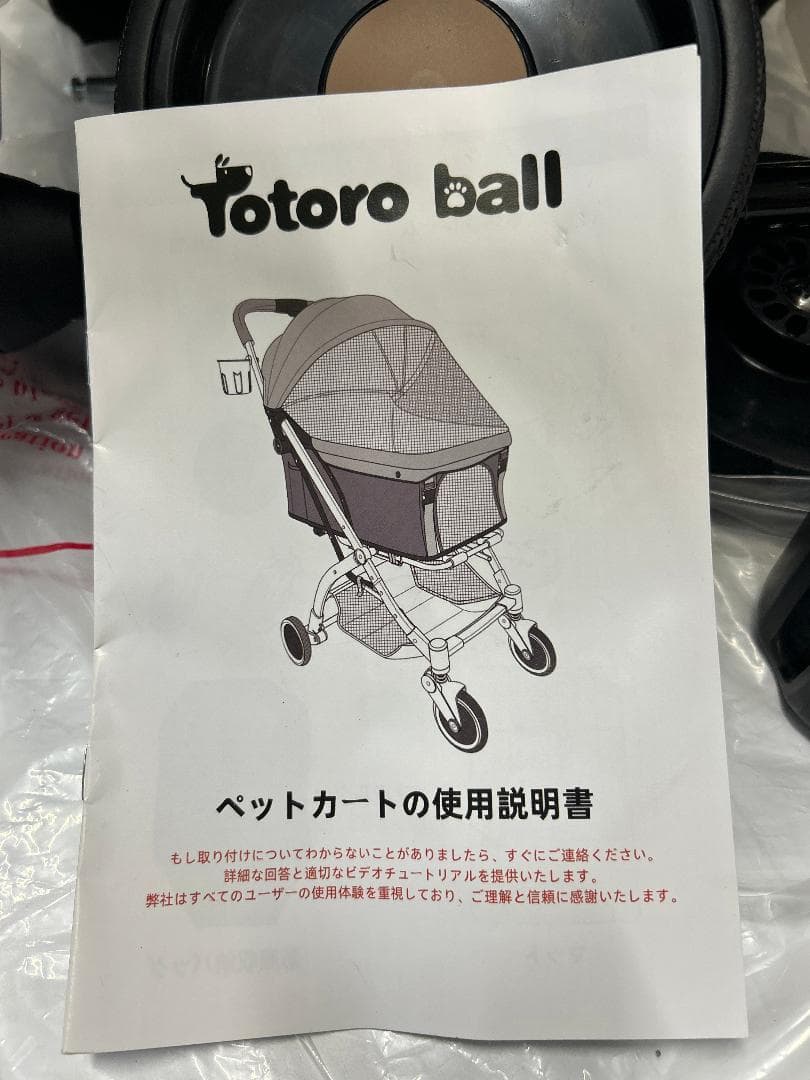 Totoro ball
ペットカートの使用説明書
もし取り付けについてわからないことがありましたら、すぐにご連絡ください。
詳細な回答と適切なビデオチュートリアルを提供いたします。
弊社はすべてのユーザーの使用体験を重視しており、ご理解と信頼に感謝いたします。